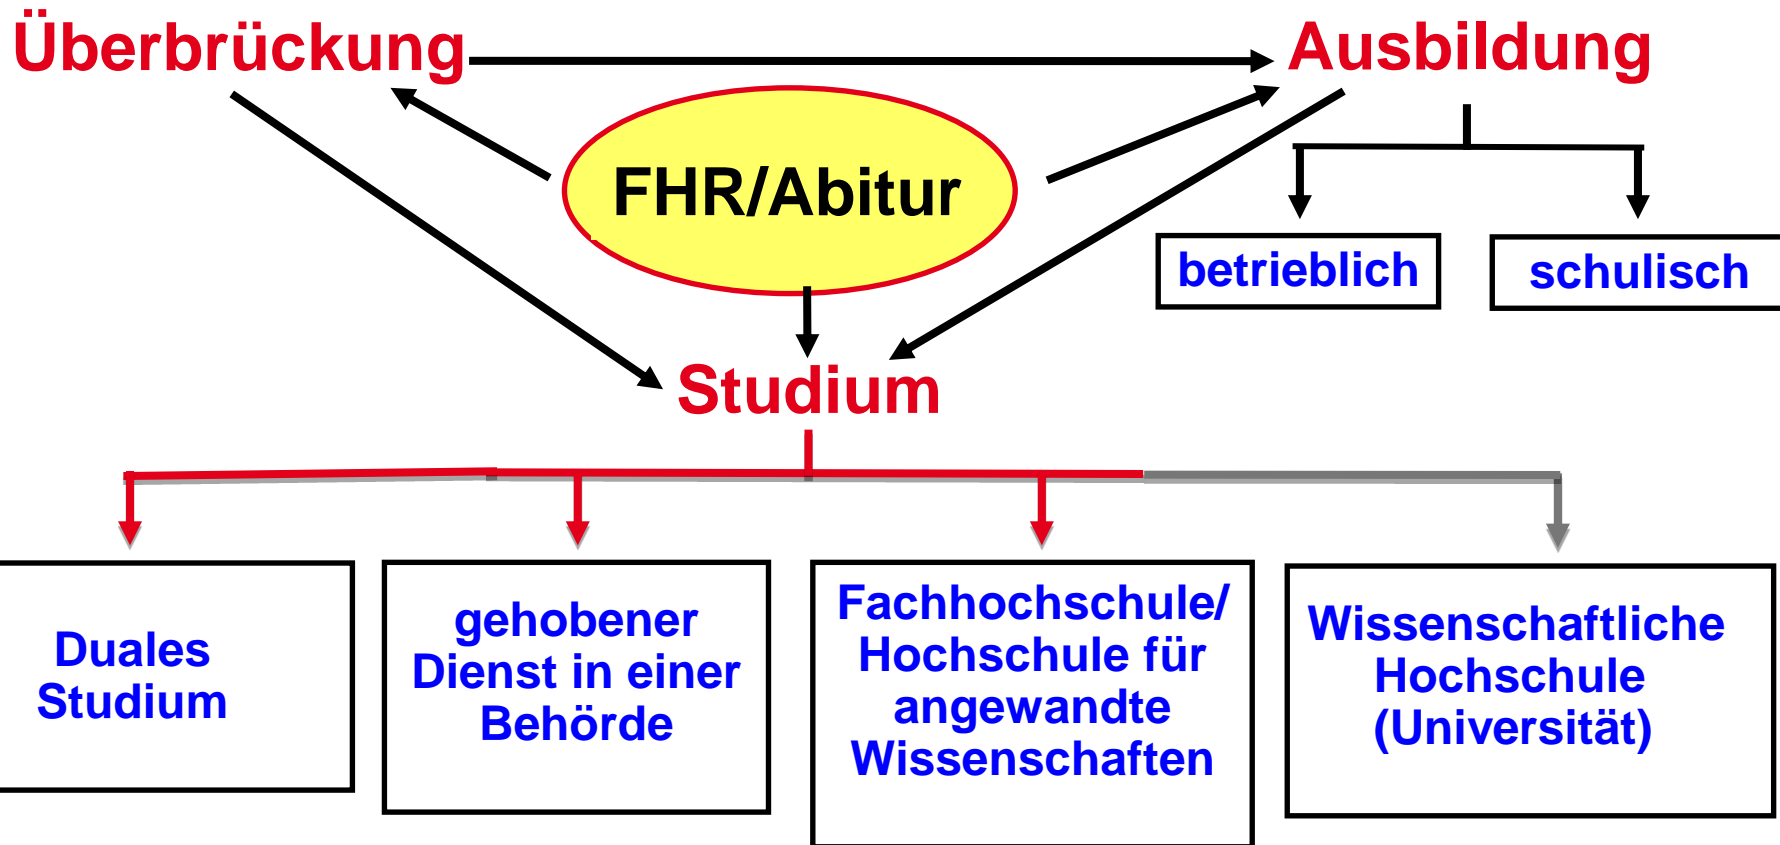 Überbrückung
Ausbildung
FHR/Abitur
betrieblich
schulisch
Studium
Duales
Studium
gehobener
Dienst in einer
Behörde
Fachhochschule/
Hochschule für
angewandte
Wissenschaften
Wissenschaftliche
Hochschule
(Universität)